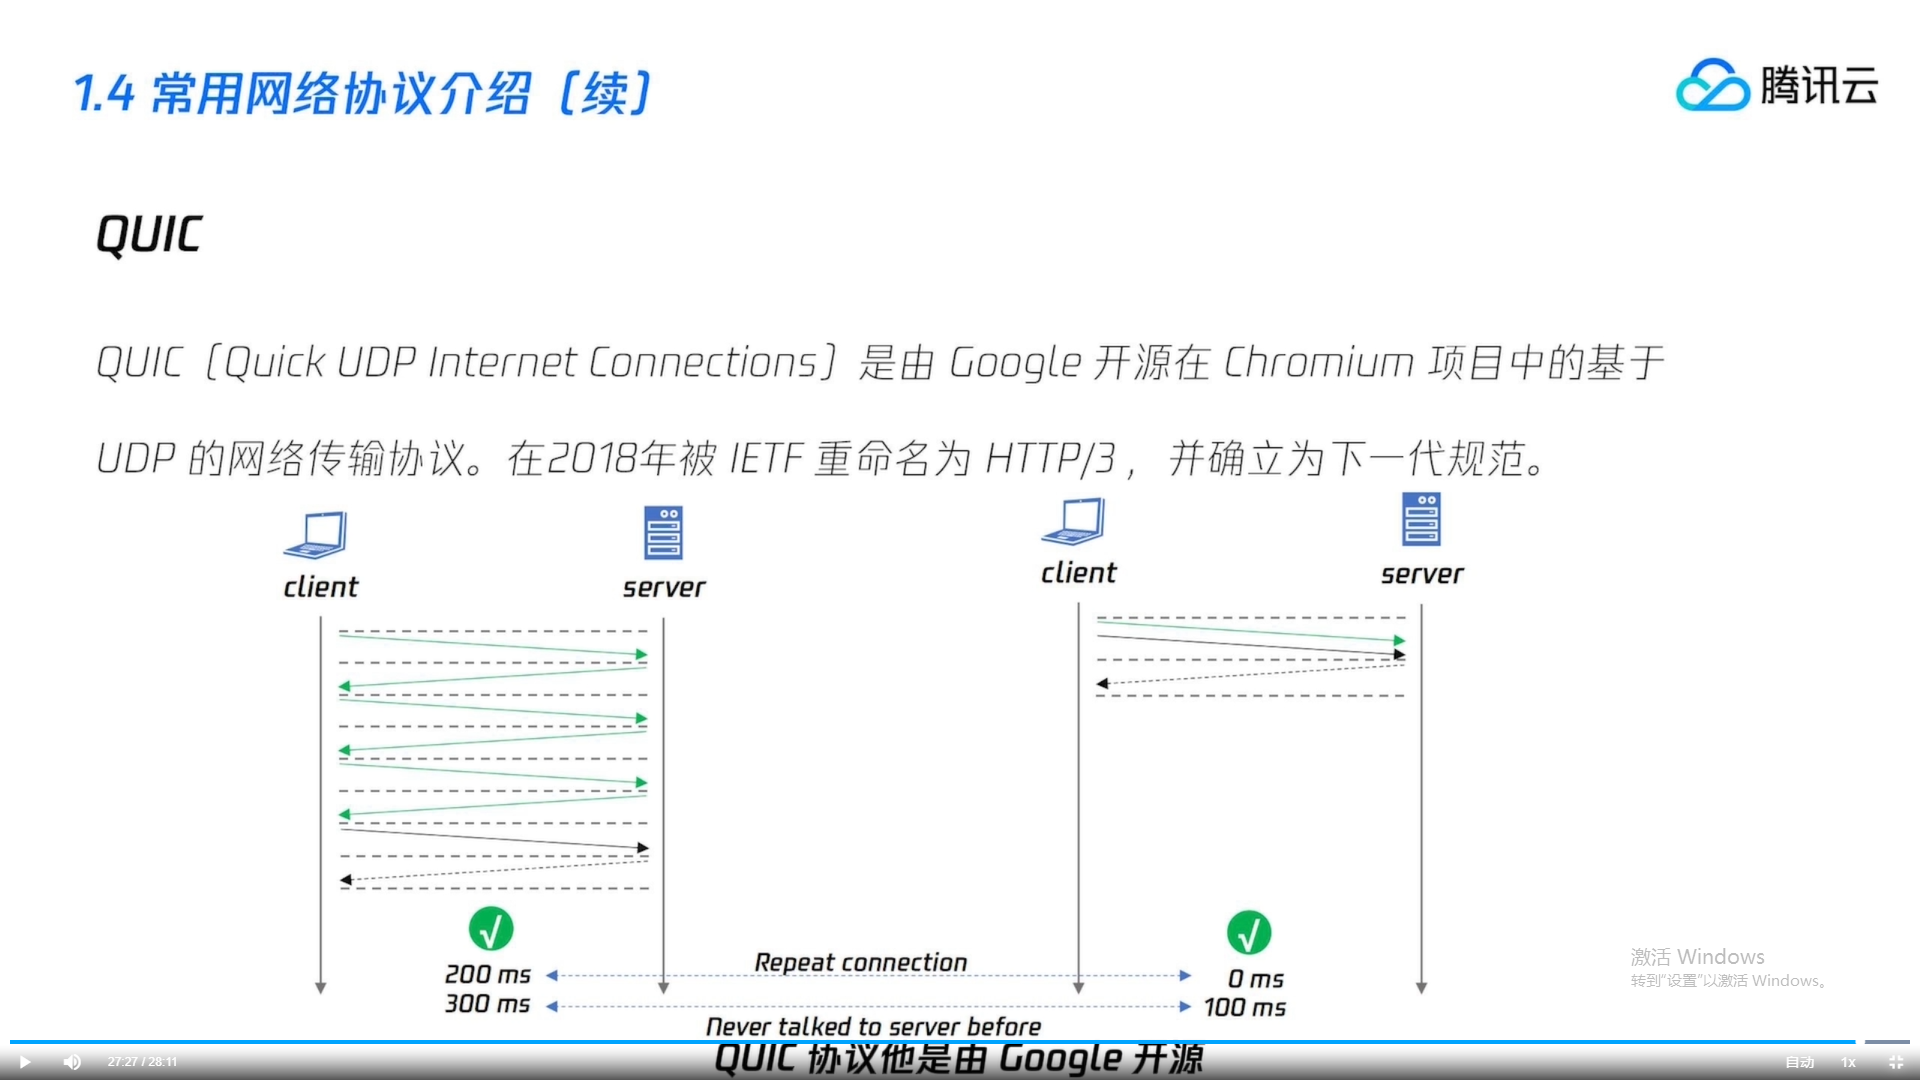 1.4 常用网络协议介绍（续）
腾讯云
QUIC
QUIC（Quick UDP Internet Connections）是由 Google 开源在 Chromium 项目中的基于
UDP 的网络传输协议。在2018年被 IETF 重命名为 HTTP/3 ，并确立为下一代规范。
client
server
client
server
√
√
200 ms
Repeat connection
0 ms
300 ms
100 ms
Never talked to server before
激活 Windows
转到“设置”以激活 Windows。
QUIC 协议他是由 Google 开源
27:27 / 28:11
自动
1x